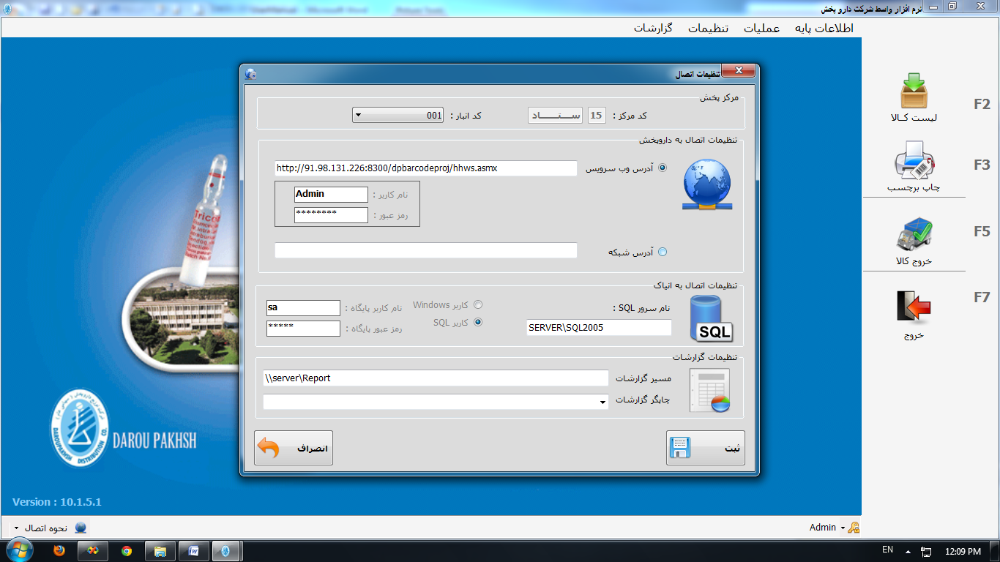 نرم افزار واسط شرکت دارو پخش
اطلاعات پایه عملیات تنظیمات گزارشات
F2
لیست کـالا
F3
چاپ برچسب
F5
خروج کالا
F7
خروج
تنظیمات اتصال
مرکز پخش
کد مرکز : 15 ســتــــاد کد انبار : 001
تنظیمات اتصال به داروپخش
آدرس وب سرویس http://91.98.131.226:8300/dpbarcodeproj/hhws.asmx
نام کاربر : Admin
رمز عبور : ********
آدرس شبکه
تنظیمات اتصال به انیاک
نام سرور SQL :
SERVER\SQL2005
کاربر Windows
کاربر SQL
نام کاربر پایگاه : sa
رمز عبور پایگاه : *****
SQL
تنظیمات گزارشات
مسیر گزارشات \\server\Report
چاپگر گزارشات
ثبت
انصراف
DAROU PAKHSH
DAROUPAKHSH DISTRIBUTION CO.
Version : 10.1.5.1
نحوه اتصال
Admin
EN
12:09 PM